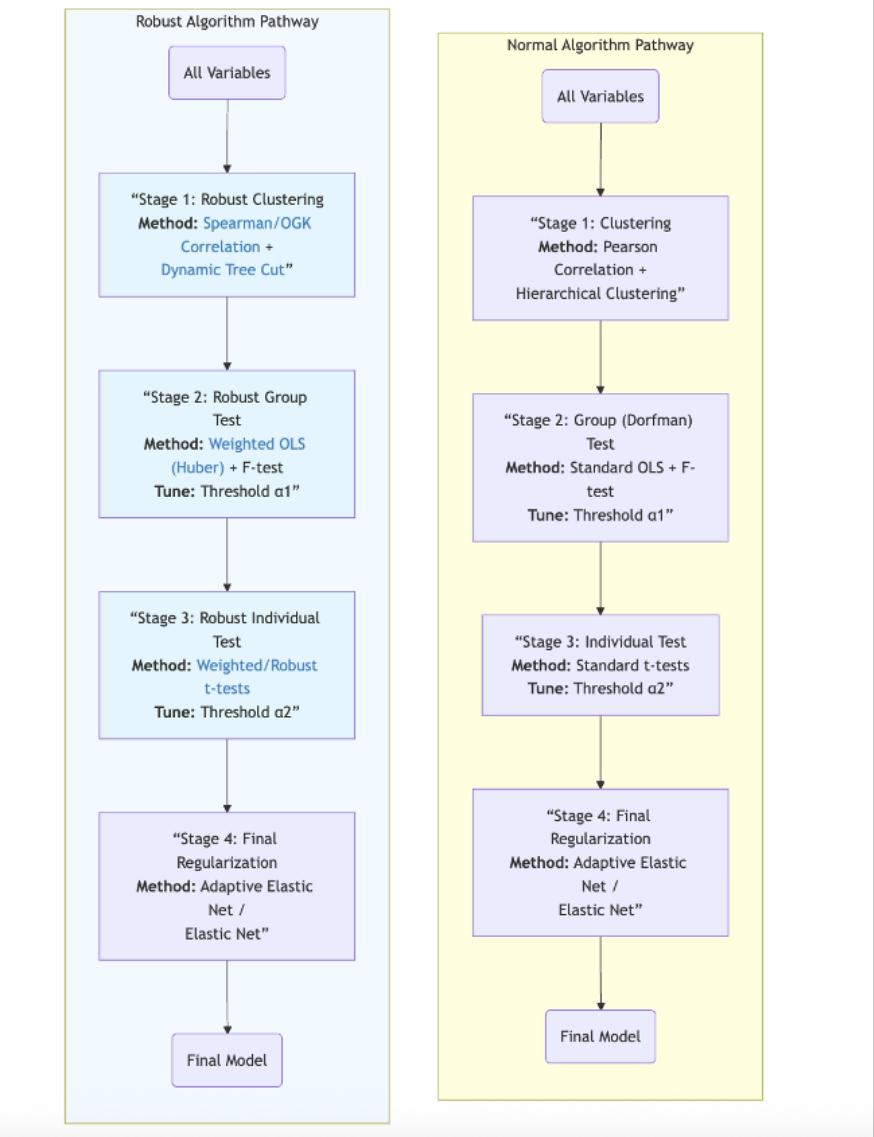 Robust Algorithm Pathway
All Variables
“Stage 1: Robust Clustering
Method: Spearman/OGK
Correlation +
Dynamic Tree Cut”
“Stage 2: Robust Group
Test
Method: Weighted OLS
(Huber) + F-test
Tune: Threshold α1”
“Stage 3: Robust Individual
Test
Method: Weighted/Robust
t-tests
Tune: Threshold α2”
“Stage 4: Final
Regularization
Method: Adaptive Elastic
Net /
Elastic Net”
Final Model
Normal Algorithm Pathway
All Variables
“Stage 1: Clustering
Method: Pearson
Correlation +
Hierarchical Clustering”
“Stage 2: Group (Dorfman)
Test
Method: Standard OLS + F-
test
Tune: Threshold α1”
“Stage 3: Individual Test
Method: Standard t-tests
Tune: Threshold α2”
“Stage 4: Final
Regularization
Method: Adaptive Elastic
Net /
Elastic Net”
Final Model